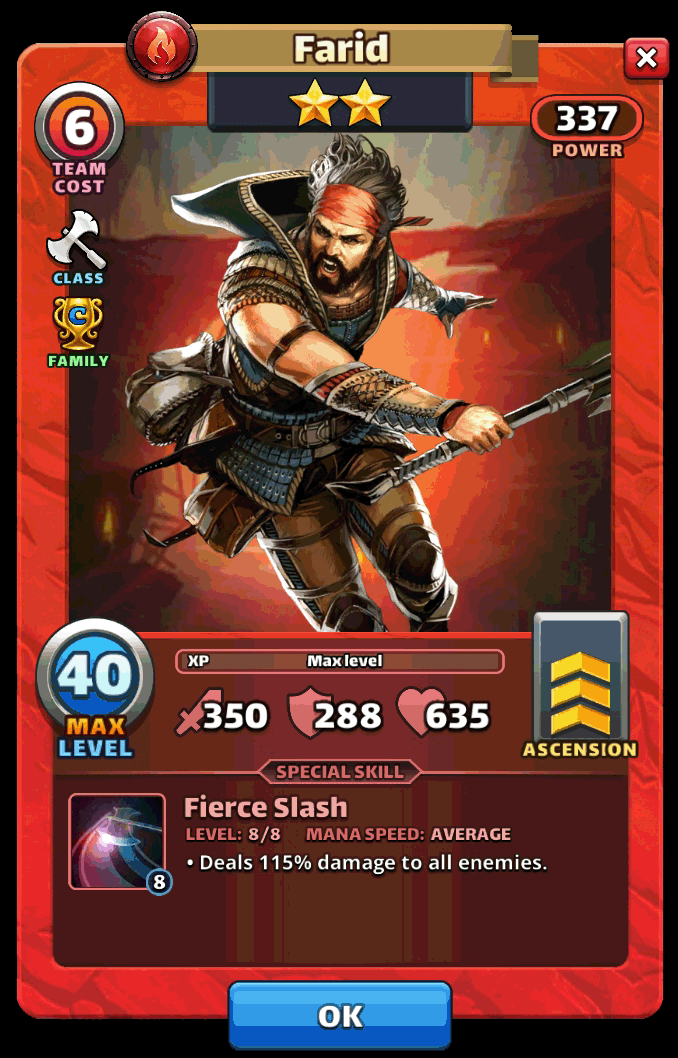 Farid
6
TEAM
COST
337
POWER
CLASS
C
FAMILY
40
MAX
LEVEL
XP Max level
350 288 635
ASCENSION
SPECIAL SKILL
Fierce Slash
LEVEL: 8/8 MANA SPEED: AVERAGE
• Deals 115% damage to all enemies.
8
OK